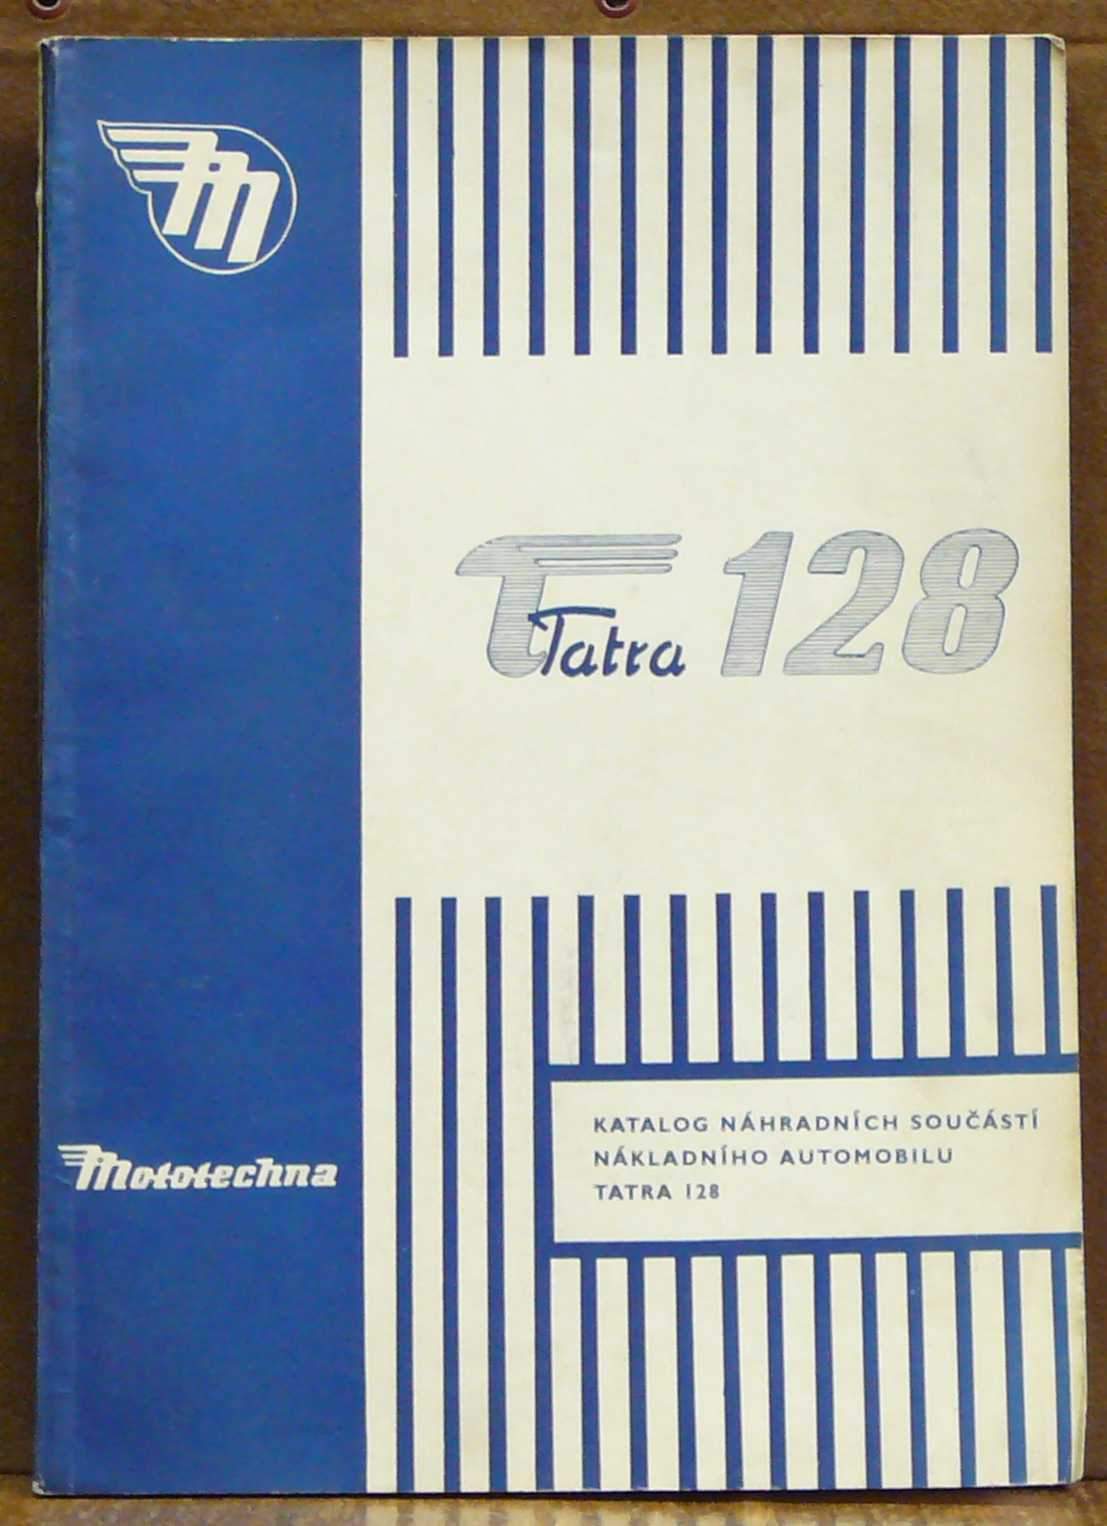 M
T 128
Tatra
KATALOG NÁHRADNÍCH SOUČÁSTÍ
NÁKLADNÍHO AUTOMOBILU
TATRA 128
Mototechna